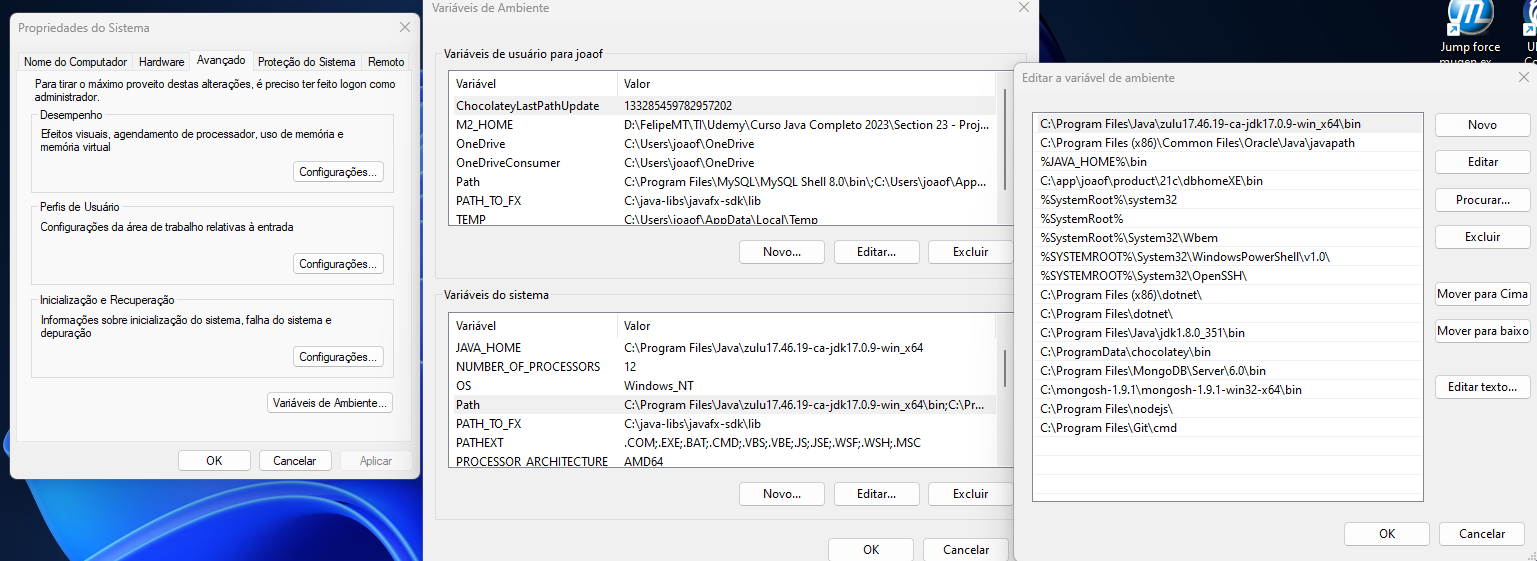 Propriedades do Sistema
Nome do Computador
Hardware
Avançado
Proteção do Sistema
Remoto
Para tirar o máximo proveito destas alterações, é preciso ter feito logon como
administrador.
Desempenho
Efeitos visuais, agendamento de processador, uso de memória e
memória virtual
Configurações...
Perfis de Usuário
Configurações da área de trabalho relativas à entrada
Configurações...
Inicialização e Recuperação
Informações sobre inicialização do sistema, falha do sistema e
depuração
Configurações...
Variáveis de Ambiente...
OK
Cancelar
Aplicar
Variáveis de Ambiente
Variáveis de usuário para joaof
Variável Valor
ChocolateyLastPathUpdate 133285459782957202
M2_HOME D:\FelipeMT\TI\Udemy\Curso Java Completo 2023\Section 23 - Proj...
OneDrive C:\Users\joaof\OneDrive
OneDriveConsumer C:\Users\joaof\OneDrive
Path C:\Program Files\MySQL\MySQL Shell 8.0\bin\;C:\Users\joaof\App...
PATH_TO_FX C:\java-libs\javafx-sdk\lib
TEMP C:\Users\joaof\AppData\Local\Temp
Novo...
Editar...
Excluir
Variáveis do sistema
Variável Valor
JAVA_HOME C:\Program Files\Java\zulu17.46.19-ca-jdk17.0.9-win_x64
NUMBER_OF_PROCESSORS 12
OS Windows_NT
Path C:\Program Files\Java\zulu17.46.19-ca-jdk17.0.9-win_x64\bin;C:\Pr...
PATH_TO_FX C:\java-libs\javafx-sdk\lib
PATHEXT .COM;.EXE;.BAT;.CMD;.VBS;.VBE;.JS;.JSE;.WSF;.WSH;.MSC
PROCESSOR_ARCHITECTURE AMD64
Novo...
Editar...
Excluir
OK
Cancelar
Jump force
mugen ex...
Editar a variável de ambiente
C:\Program Files\Java\zulu17.46.19-ca-jdk17.0.9-win_x64\bin
C:\Program Files (x86)\Common Files\Oracle\Java\javapath
%JAVA_HOME%\bin
C:\app\joaof\product\21c\dbhomeXE\bin
%SystemRoot%\system32
%SystemRoot%
%SystemRoot%\System32\Wbem
%SYSTEMROOT%\System32\WindowsPowerShell\v1.0\
%SYSTEMROOT%\System32\OpenSSH\
C:\Program Files (x86)\dotnet\
C:\Program Files\dotnet\
C:\Program Files\Java\jdk1.8.0_351\bin
C:\ProgramData\chocolatey\bin
C:\Program Files\MongoDB\Server\6.0\bin
C:\mongosh-1.9.1\mongosh-1.9.1-win32-x64\bin
C:\Program Files\nodejs\
C:\Program Files\Git\cmd
Novo
Editar
Procurar...
Excluir
Mover para Cima
Mover para baixo
Editar texto...
OK
Cancelar